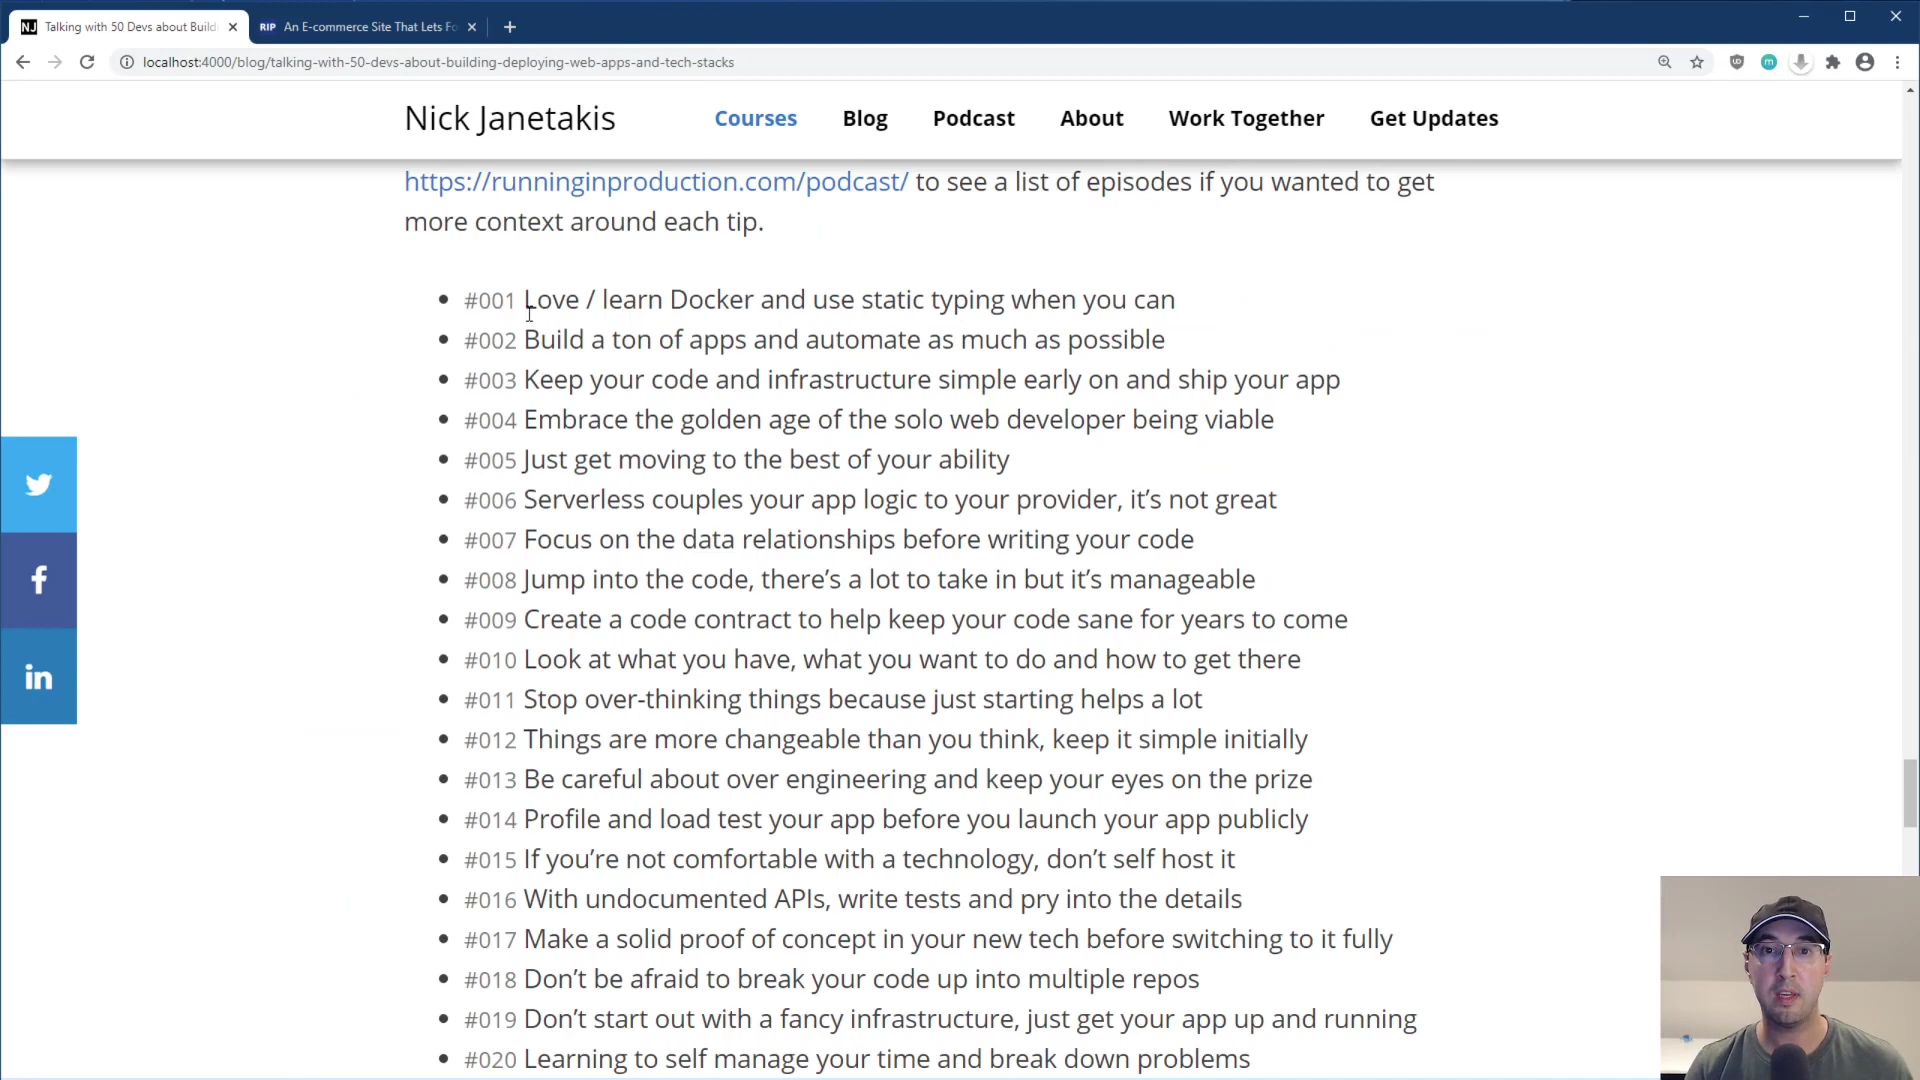 NJ Talking with 50 Devs about Build
RIP An E-commerce Site That Lets Fo
localhost:4000/blog/talking-with-50-devs-about-building-deploying-web-apps-and-tech-stacks
Nick Janetakis
Courses Blog Podcast About Work Together Get Updates
https://runninginproduction.com/podcast/ to see a list of episodes if you wanted to get
more context around each tip.
#001 Love / learn Docker and use static typing when you can
#002 Build a ton of apps and automate as much as possible
#003 Keep your code and infrastructure simple early on and ship your app
#004 Embrace the golden age of the solo web developer being viable
#005 Just get moving to the best of your ability
#006 Serverless couples your app logic to your provider, it’s not great
#007 Focus on the data relationships before writing your code
#008 Jump into the code, there’s a lot to take in but it’s manageable
#009 Create a code contract to help keep your code sane for years to come
#010 Look at what you have, what you want to do and how to get there
#011 Stop over-thinking things because just starting helps a lot
#012 Things are more changeable than you think, keep it simple initially
#013 Be careful about over engineering and keep your eyes on the prize
#014 Profile and load test your app before you launch your app publicly
#015 If you’re not comfortable with a technology, don’t self host it
#016 With undocumented APIs, write tests and pry into the details
#017 Make a solid proof of concept in your new tech before switching to it fully
#018 Don’t be afraid to break your code up into multiple repos
#019 Don’t start out with a fancy infrastructure, just get your app up and running
#020 Learning to self manage your time and break down problems